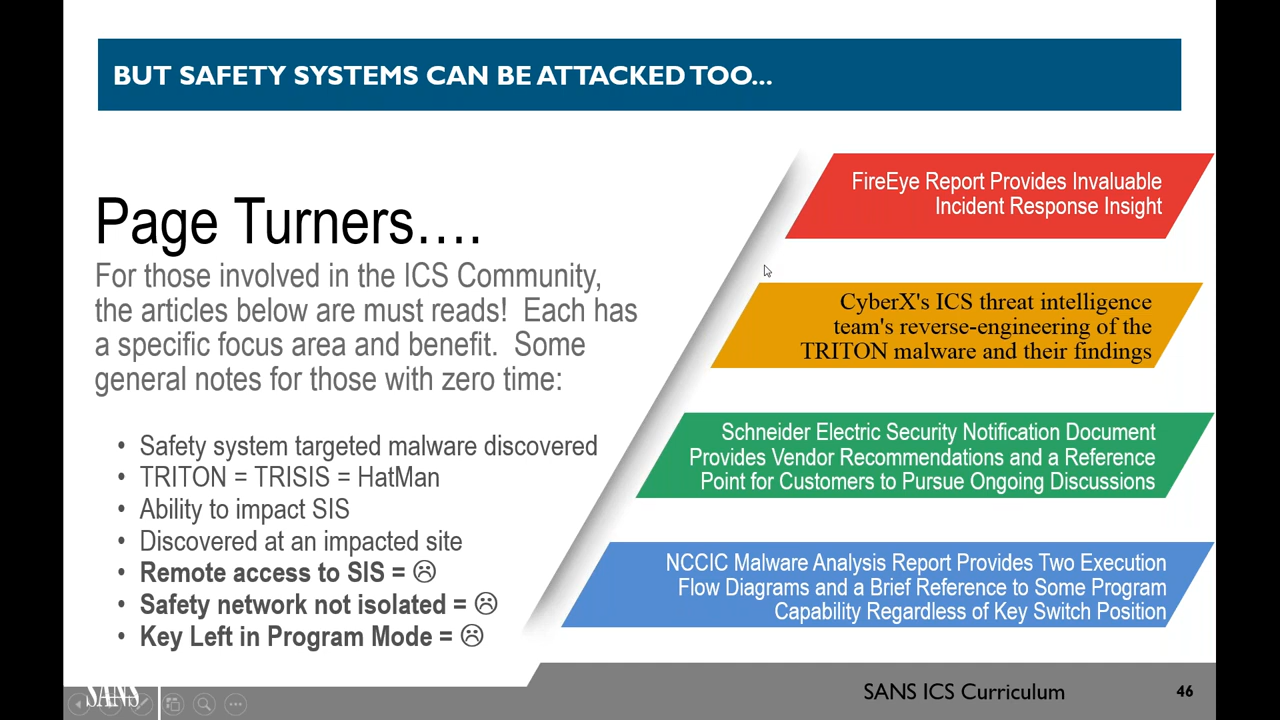 BUT SAFETY SYSTEMS CAN BE ATTACKED TOO...
Page Turners....
For those involved in the ICS Community,
the articles below are must reads! Each has
a specific focus area and benefit. Some
general notes for those with zero time:
• Safety system targeted malware discovered
• TRITON = TRISIS = HatMan
• Ability to impact SIS
• Discovered at an impacted site
• Remote access to SIS = ☹
• Safety network not isolated = ☹
• Key Left in Program Mode = ☹
FireEye Report Provides Invaluable
Incident Response Insight
CyberX's ICS threat intelligence
team's reverse-engineering of the
TRITON malware and their findings
Schneider Electric Security Notification Document
Provides Vendor Recommendations and a Reference
Point for Customers to Pursue Ongoing Discussions
NCCIC Malware Analysis Report Provides Two Execution
Flow Diagrams and a Brief Reference to Some Program
Capability Regardless of Key Switch Position
SANS
SANS ICS Curriculum
46